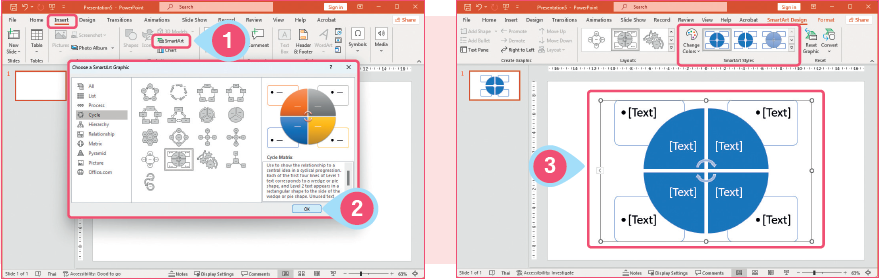 Presentation1 - PowerPoint
Search
Sign in
File
Home
Insert
Design
Transitions
Animations
Slide Show
Record
Review
View
Help
Acrobat
Share
New
Slide
Slides
Table
Tables
Pictures
Screenshot
Photo Album
Shapes
Icons
3D Models
SmartArt
Chart
Comment
Text
Box
Header
& Footer
WordArt
Symbols
Media
1
Choose a SmartArt Graphic
All
List
Process
Cycle
Hierarchy
Relationship
Matrix
Pyramid
Picture
Office.com
Cycle Matrix
Use to show the relationship to a
central idea in a cyclical progression.
Each of the first four lines of Level 1
text corresponds to a wedge or pie
shape, and Level 2 text appears in a
rectangular shape to the side of the
wedge or pie shape. Unused text
OK
1
2
Slide 1 of 1
Thai
Accessibility: Good to go
Notes
Display Settings
Comments
63%
Presentation1 - PowerPoint
Search
Sign in
File
Home
Insert
Design
Transitions
Animations
Slide Show
Record
Review
View
Help
Acrobat
SmartArt Design
Format
Share
Add Shape
Add Bullet
Text Pane
Promote
Demote
Right to Left
Move Up
Move Down
Layout
Create Graphic
Layouts
Change
Colors
SmartArt Styles
Reset
Graphic
Convert
Reset
1
3
[Text]
[Text]
[Text]
[Text]
[Text]
[Text]
[Text]
[Text]
Slide 1 of 1
Thai
Accessibility: Investigate
Notes
Display Settings
Comments
63%